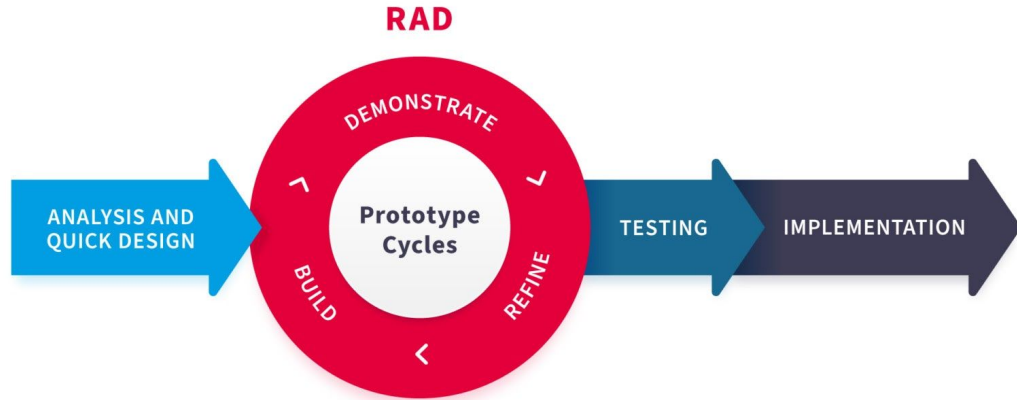 RAD
ANALYSIS AND
QUICK DESIGN
DEMONSTRATE
Prototype
Cycles
BUILD
REFINE
TESTING
IMPLEMENTATION